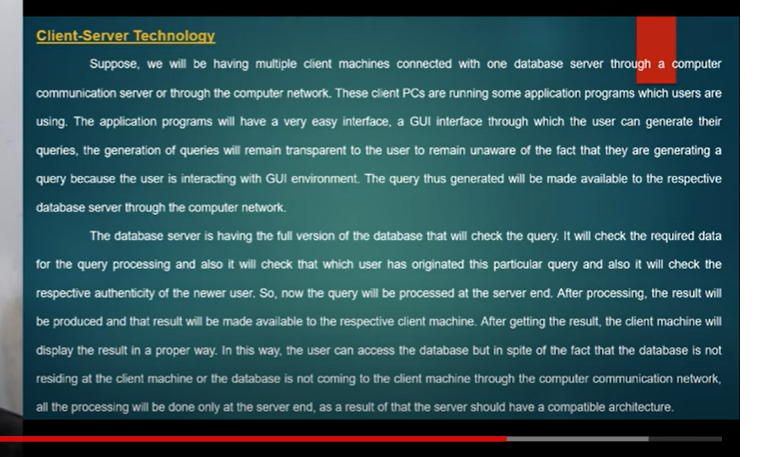 Client-Server Technology
Suppose, we will be having multiple client machines connected with one database server through a computer
communication server or through the computer network. These client PCs are running some application programs which users are
using. The application programs will have a very easy interface, a GUI interface through which the user can generate their
queries, the generation of queries will remain transparent to the user to remain unaware of the fact that they are generating a
query because the user is interacting with GUI environment. The query thus generated will be made available to the respective
database server through the computer network.
The database server is having the full version of the database that will check the query. It will check the required data
for the query processing and also it will check that which user has originated this particular query and also it will check the
respective authenticity of the newer user. So, now the query will be processed at the server end. After processing, the result will
be produced and that result will be made available to the respective client machine. After getting the result, the client machine will
display the result in a proper way. In this way, the user can access the database but in spite of the fact that the database is not
residing at the client machine or the database is not coming to the client machine through the computer communication network,
all the processing will be done only at the server end, as a result of that the server should have a compatible architecture.